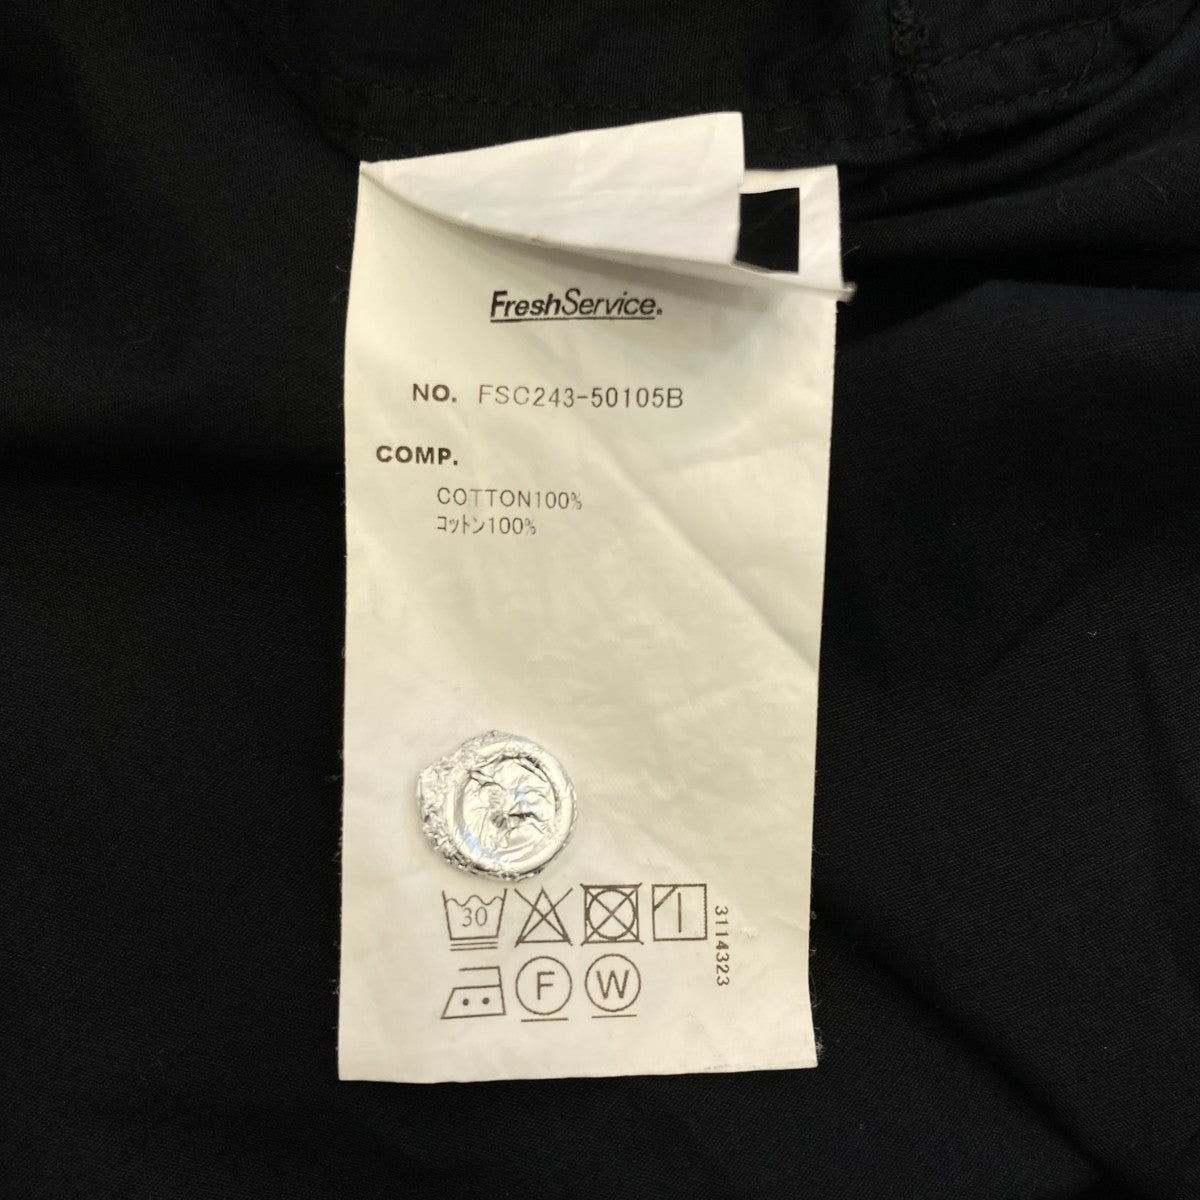 FreshService.
NO. FSC243-50105B
COMP.
COTTON100%
コットン100%
30
3114323
F
W